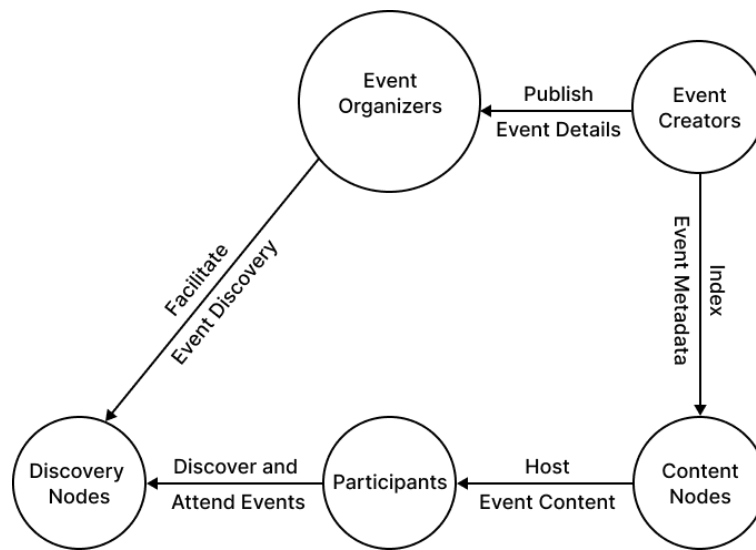 Event
Organizers
Publish
Event Details
Event
Creators
Facilitate
Event Discovery
Index
Event Metadata
Discovery
Nodes
Discover and
Attend Events
Participants
Host
Event Content
Content
Nodes